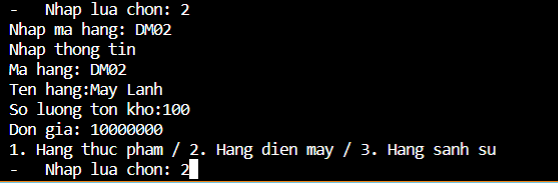 -   Nhap lua chon: 2
Nhap ma hang: DM02
Nhap thong tin
Ma hang: DM02
Ten hang:May Lanh
So luong ton kho:100
Don gia: 10000000
1. Hang thuc pham / 2. Hang dien may / 3. Hang sanh su
-   Nhap lua chon: 2